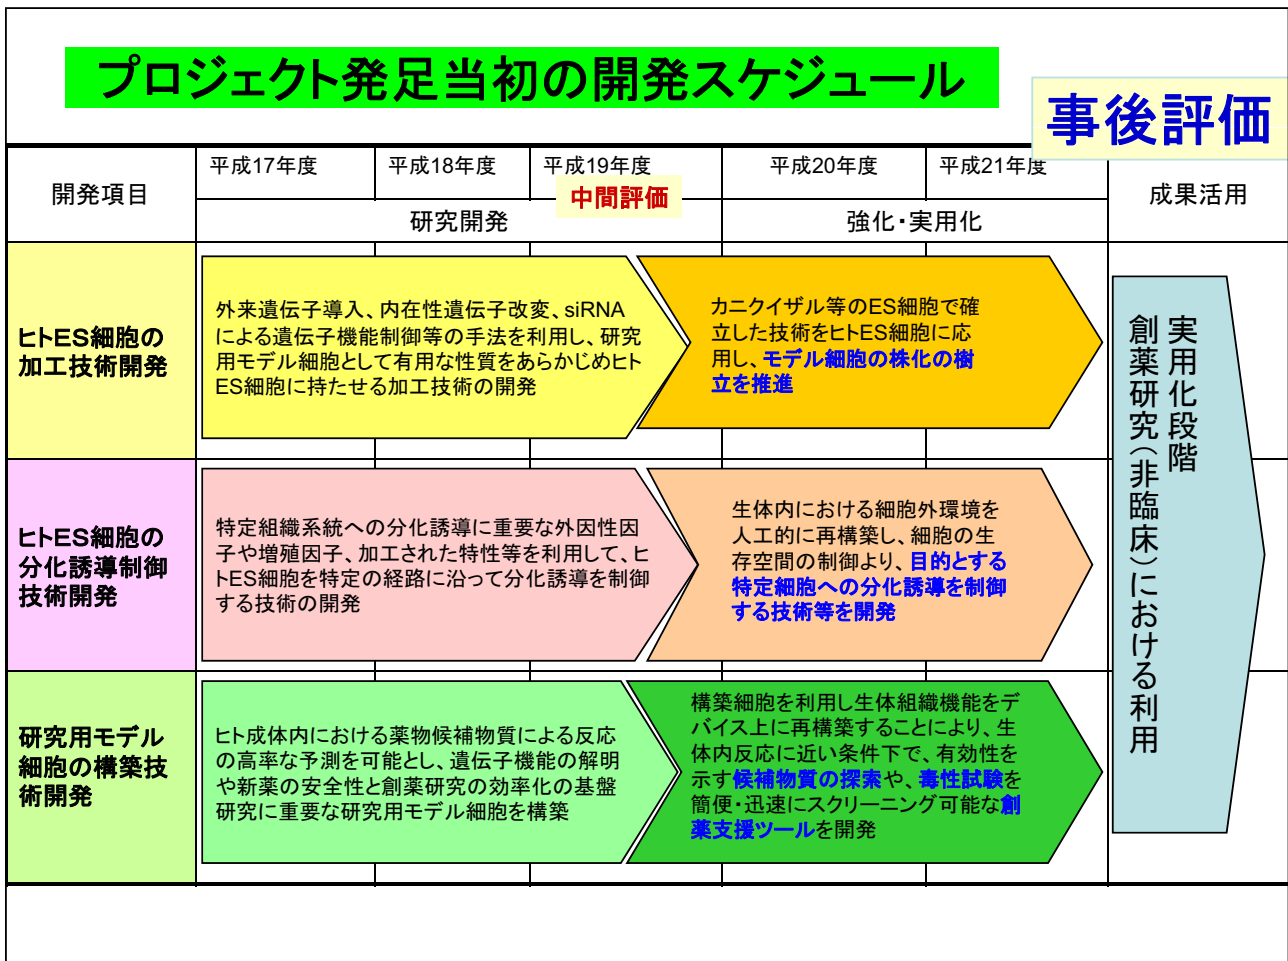 プロジェクト発足当初の開発スケジュール
事後評価
開発項目
平成17年度
平成18年度
平成19年度
平成20年度
平成21年度
成果活用
中間評価
研究開発
強化・実用化
ヒトES細胞の
加工技術開発
外来遺伝子導入、内在性遺伝子改変、siRNA
による遺伝子機能制御等の手法を利用し、研究
用モデル細胞として有用な性質をあらかじめヒト
ES細胞に持たせる加工技術の開発
カニクイザル等のES細胞で確
立した技術をヒトES細胞に応
用し、モデル細胞の株化の樹
立を推進
ヒトES細胞の
分化誘導制御
技術開発
特定組織系統への分化誘導に重要な外因性因
子や増殖因子、加工された特性等を利用して、ヒ
トES細胞を特定の経路に沿って分化誘導を制御
する技術の開発
生体内における細胞外環境を
人工的に再構築し、細胞の生
存空間の制御より、目的とする
特定細胞への分化誘導を制御
する技術等を開発
研究用モデル
細胞の構築技
術開発
ヒト成体内における薬物候補物質による反応
の高率な予測を可能とし、遺伝子機能の解明
や新薬の安全性と創薬研究の効率化の基盤
研究に重要な研究用モデル細胞を構築
構築細胞を利用し生体組織機能をデ
バイス上に再構築することにより、生
体内反応に近い条件下で、有効性を
示す候補物質の探索や、毒性試験を
簡便・迅速にスクリーニング可能な創
薬支援ツールを開発
実用化段階
創薬研究（非臨床）における利用